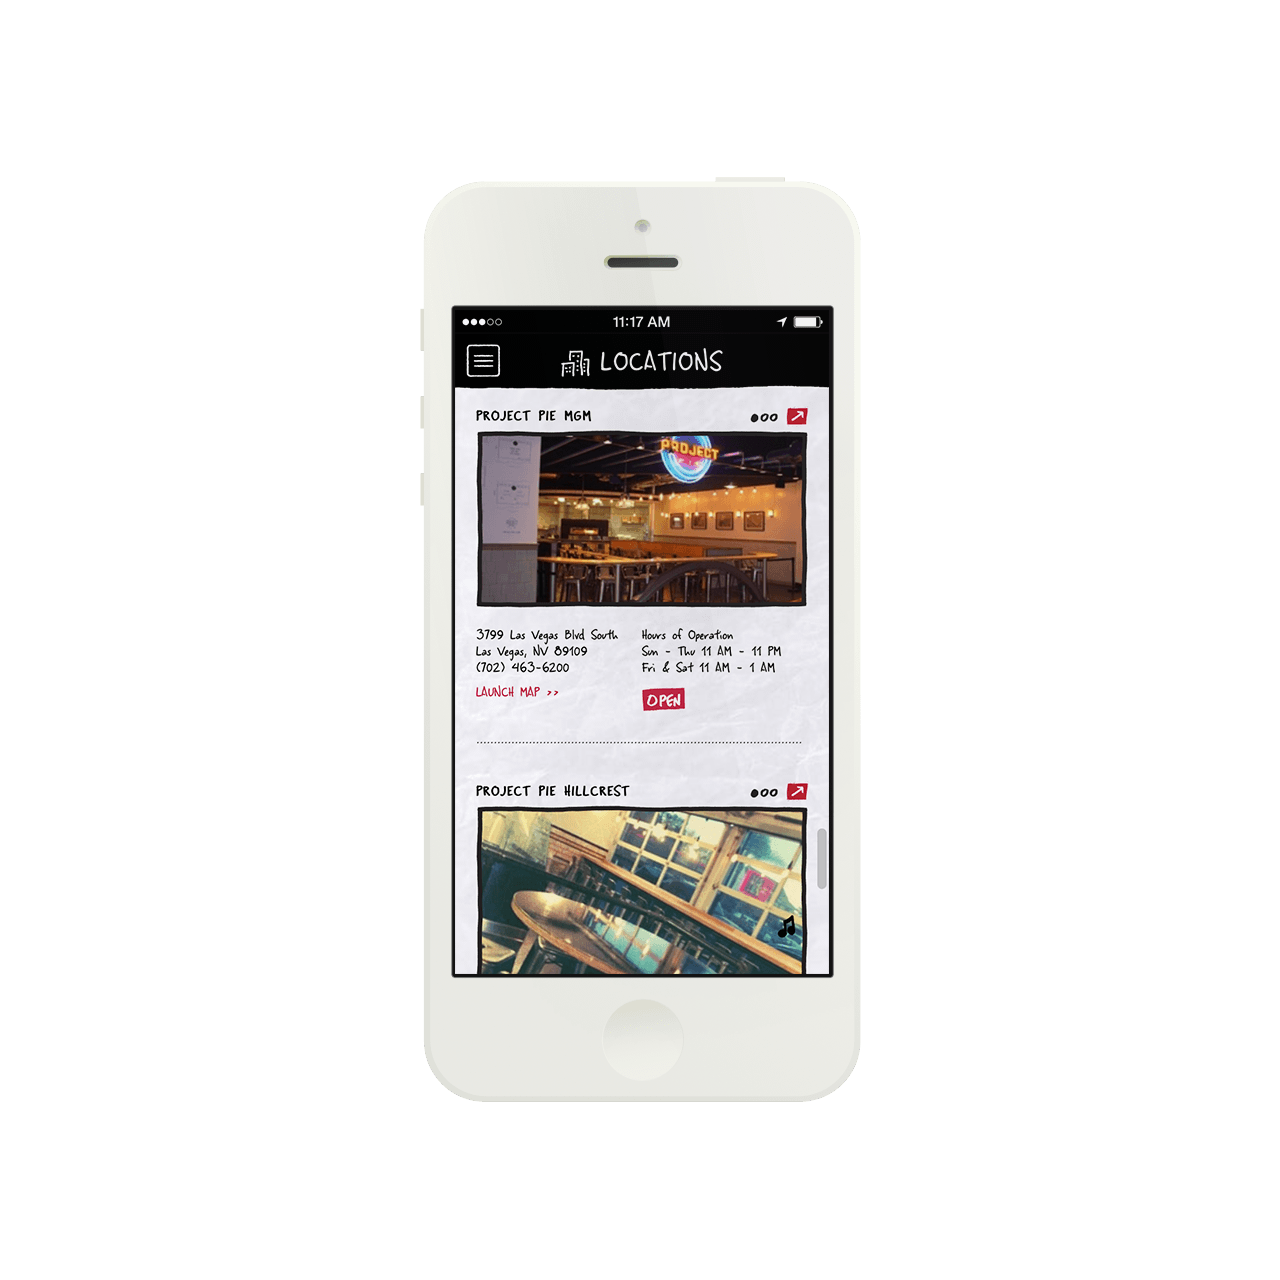 11:17 AM
LOCATIONS
PROJECT PIE MGM
PROJECT
3799 Las Vegas Blvd South
Las Vegas, NV 89109
(702) 463-6200
LAUNCH MAP >>
Hours of Operation
Sun - Thu 11 AM - 11 PM
Fri & Sat 11 AM - 1 AM
OPEN
PROJECT PIE HILLCREST